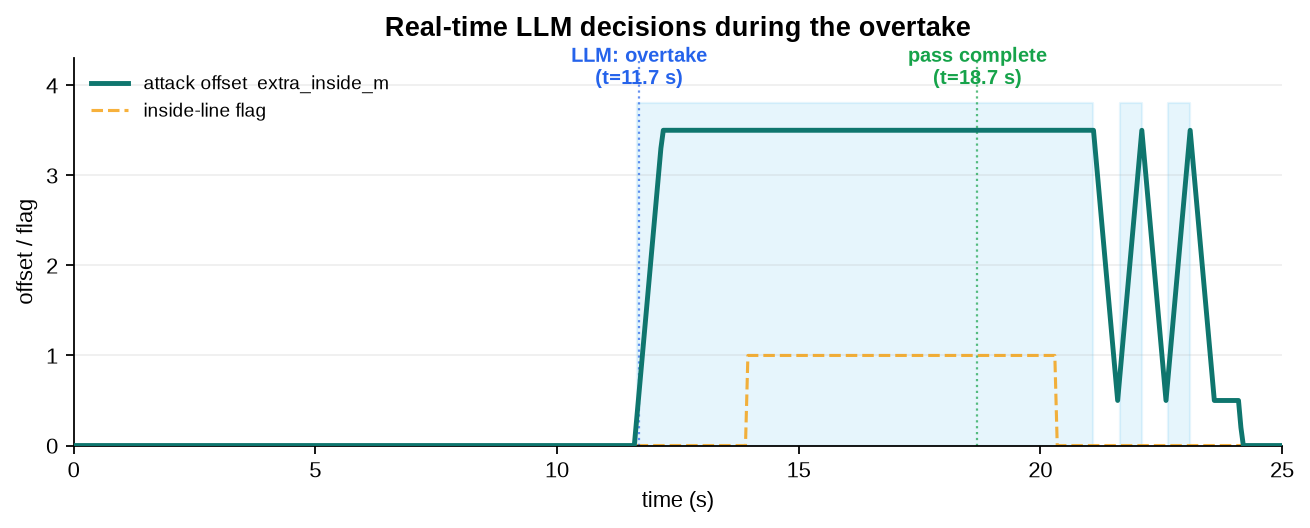 Real-time LLM decisions during the overtake
LLM: overtake
(t=11.7 s)
pass complete
(t=18.7 s)
attack offset extra_inside_m
inside-line flag
offset / flag
4
3
2
1
0
0 5 10 15 20 25
time (s)